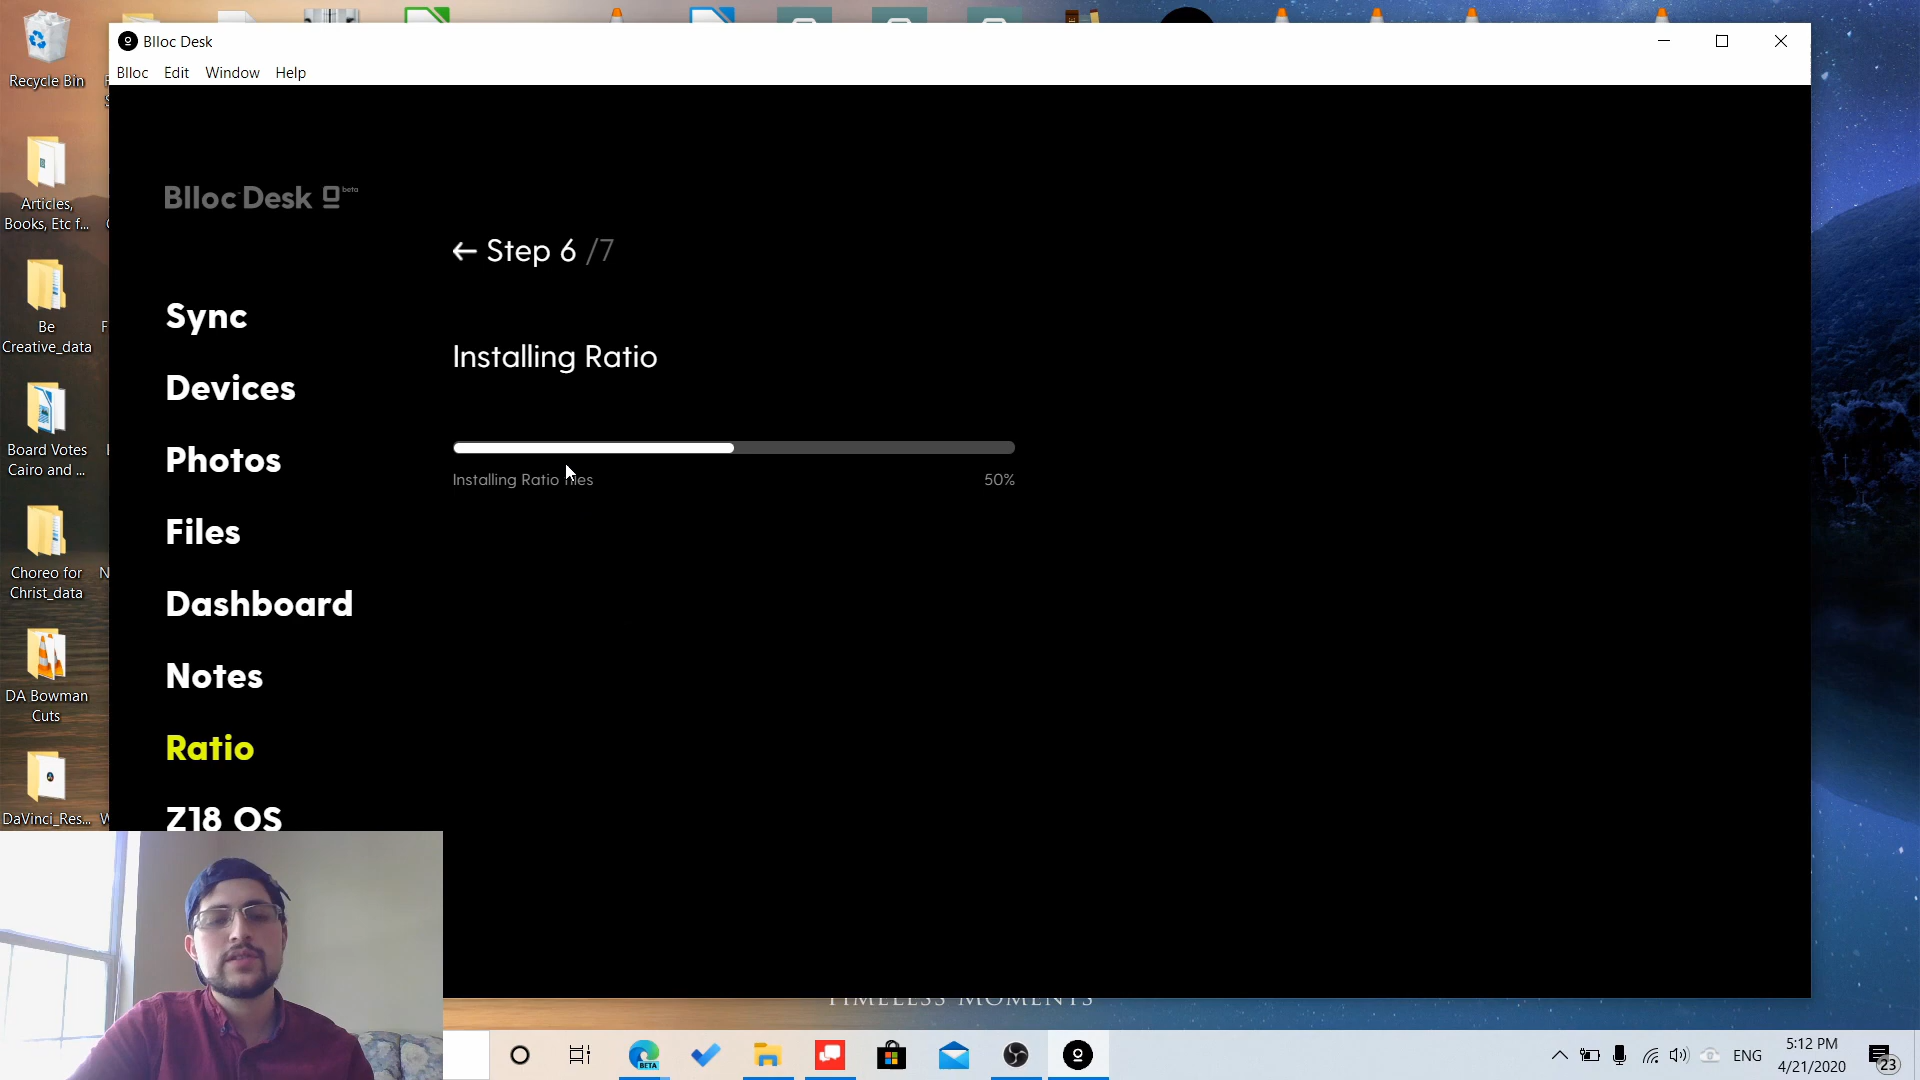 Blloc Desk
Blloc Edit Window Help
Recycle Bin
Blloc Desk beta
Articles,
Books, Etc f...
← Step 6 /7
Sync
Be
Creative_data
Installing Ratio
Devices
Photos
Board Votes
Cairo and ...
Installing Ratio files 50%
Files
Choreo for
Christ_data
Dashboard
Notes
DA Bowman
Cuts
Ratio
Z18 OS
DaVinci_Res...
TIMELESS MOMENTS
BETA
ENG
5:12 PM
4/21/2020
23